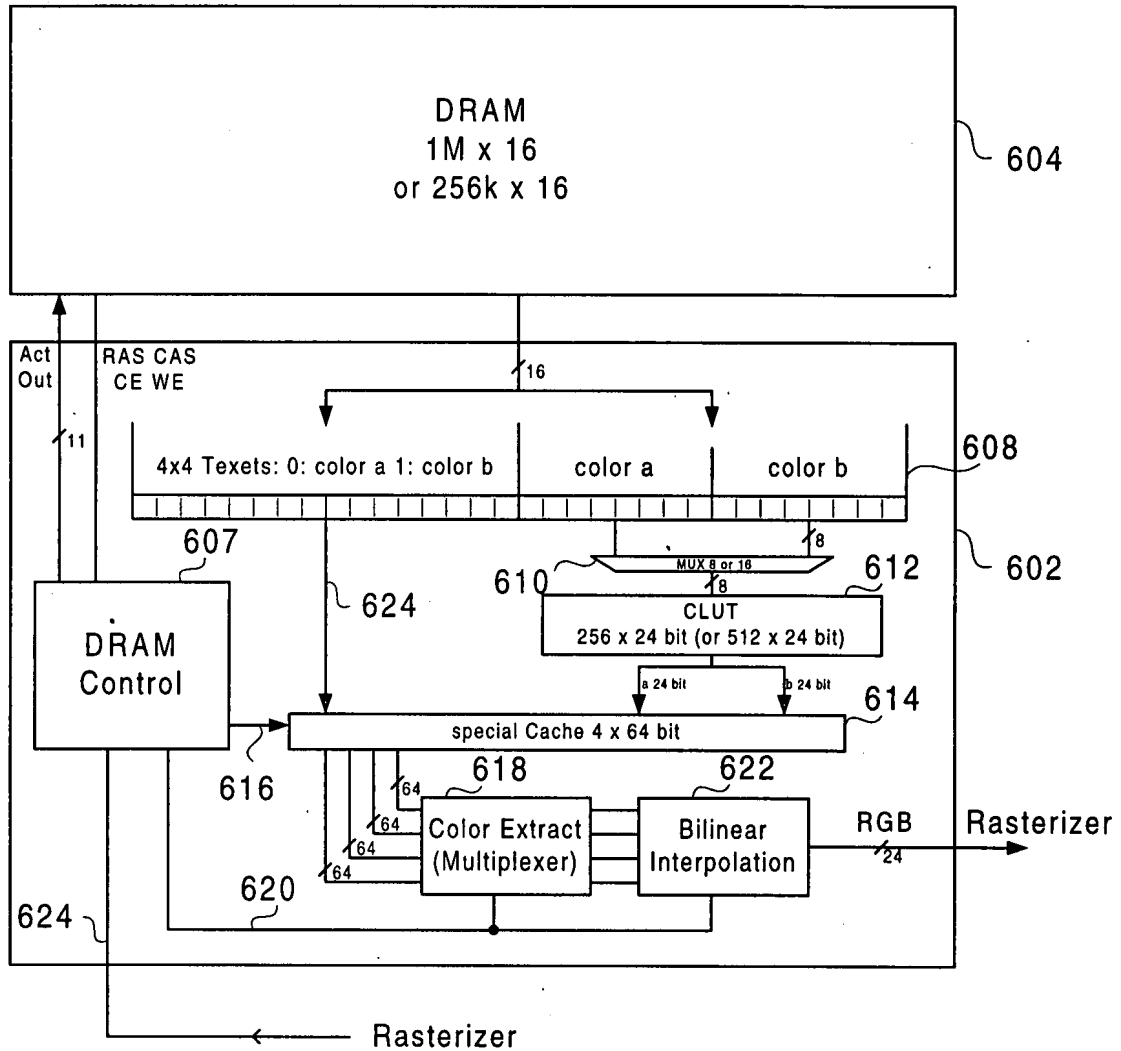 DRAM
1M x 16
or 256k x 16
604
Act
Out
RAS CAS
CE WE
16
11
4x4 Texets: 0: color a 1: color b
color a
color b
608
607
8
MUX 8 or 16
610
8
612
602
624
CLUT
256 x 24 bit (or 512 x 24 bit)
DRAM
Control
a 24 bit
b 24 bit
614
special Cache 4 x 64 bit
616
618
622
64
64
64
64
Color Extract
(Multiplexer)
Bilinear
Interpolation
RGB
24
Rasterizer
620
624
Rasterizer